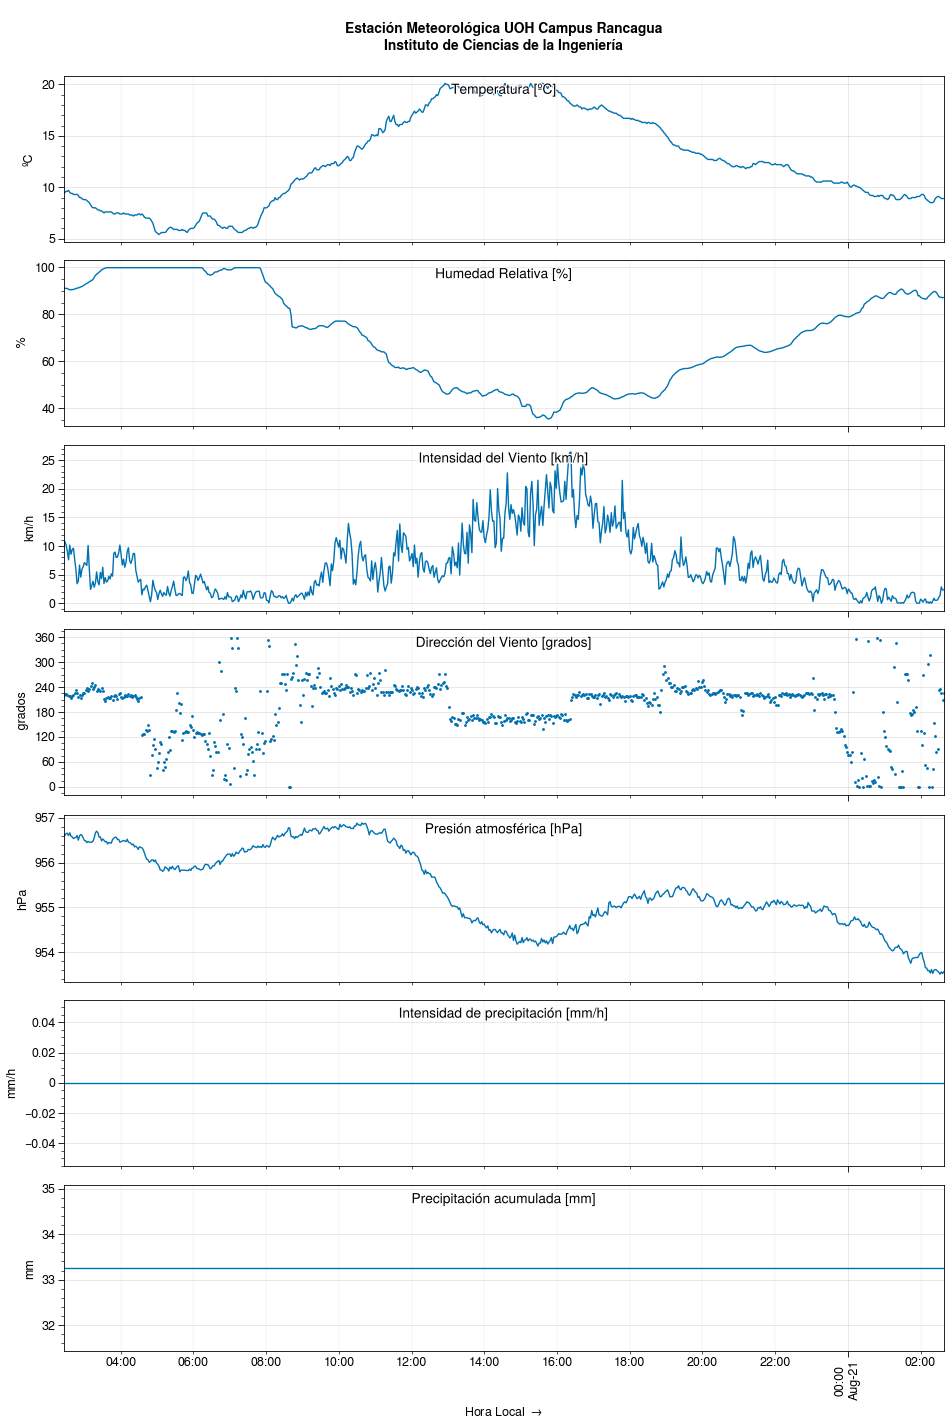 Estación Meteorológica UOH Campus Rancagua
Instituto de Ciencias de la Ingeniería
Temperatura [ºC]
ºC
20
15
10
5
Humedad Relativa [%]
%
100
80
60
40
Intensidad del Viento [km/h]
km/h
25
20
15
10
5
0
Dirección del Viento [grados]
grados
360
300
240
180
120
60
0
Presión atmosférica [hPa]
hPa
957
956
955
954
Intensidad de precipitación [mm/h]
mm/h
0.04
0.02
0
−0.02
−0.04
Precipitación acumulada [mm]
mm
35
34
33
32
04:00 06:00 08:00 10:00 12:00 14:00 16:00 18:00 20:00 22:00 00:00 02:00
Aug-21
Hora Local →